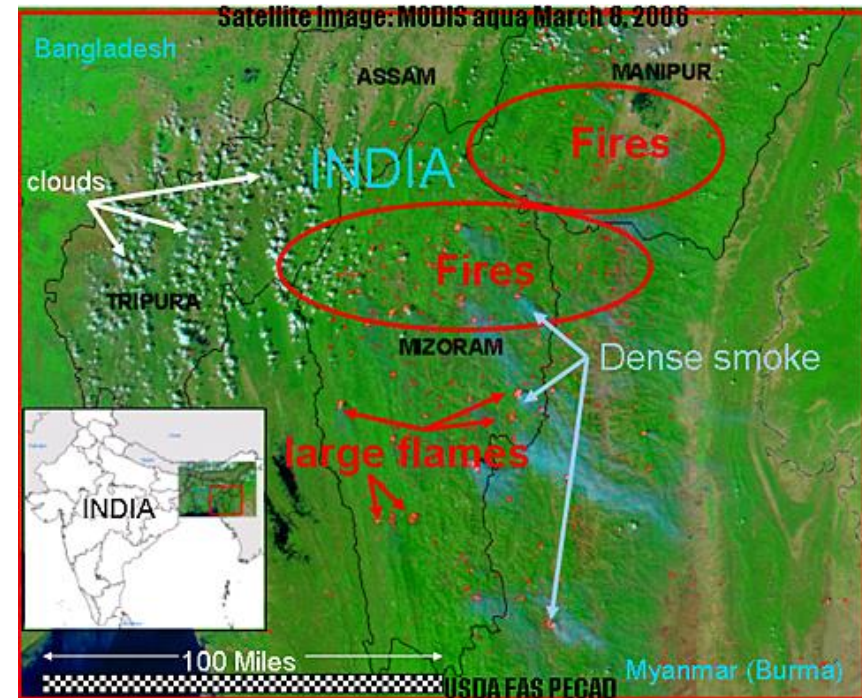 Satellite Image: MODIS aqua March 8, 2006
Bangladesh
ASSAM
MANIPUR
Fires
INDIA
clouds
Fires
TRIPURA
MIZORAM
Dense smoke
large flames
INDIA
100 Miles
Myanmar (Burma)
USDA FAS PECAD